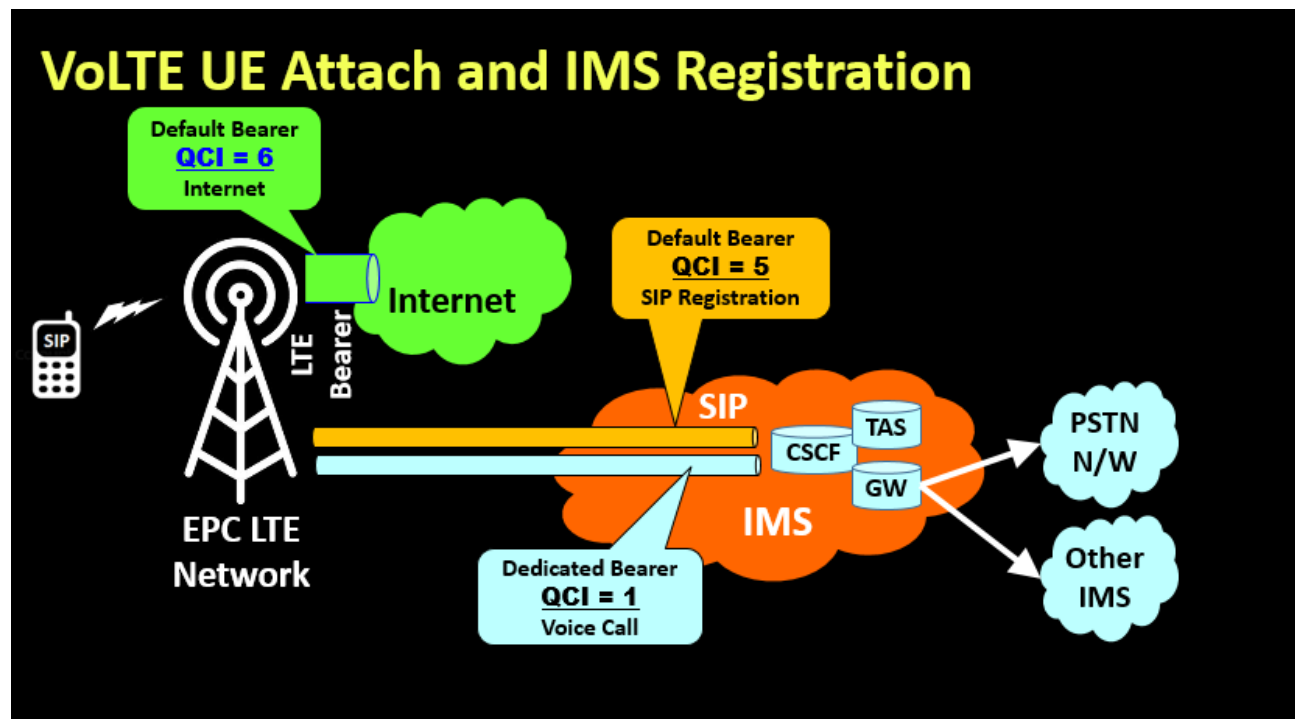 VoLTE UE Attach and IMS Registration
Default Bearer
QCI = 6
Internet
Internet
Default Bearer
QCI = 5
SIP Registration
SIP
LTE
Bearer
SIP
TAS
CSCF
GW
IMS
PSTN
N/W
EPC LTE
Network
Dedicated Bearer
QCI = 1
Voice Call
Other
IMS